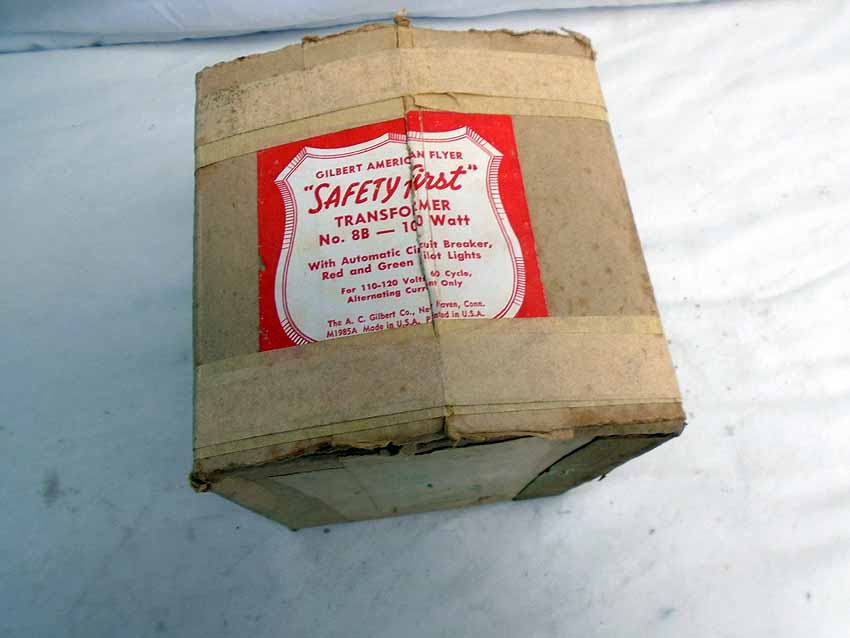 GILBERT AMERICAN FLYER
"SAFETY first"
TRANSFORMER
No. 8B — 100 Watt
With Automatic Circuit Breaker,
Red and Green Pilot Lights
For 110-120 Volts 60 Cycle,
Alternating Current Only
The A. C. Gilbert Co., New Haven, Conn.
M1985A Made in U.S.A. Printed in U.S.A.